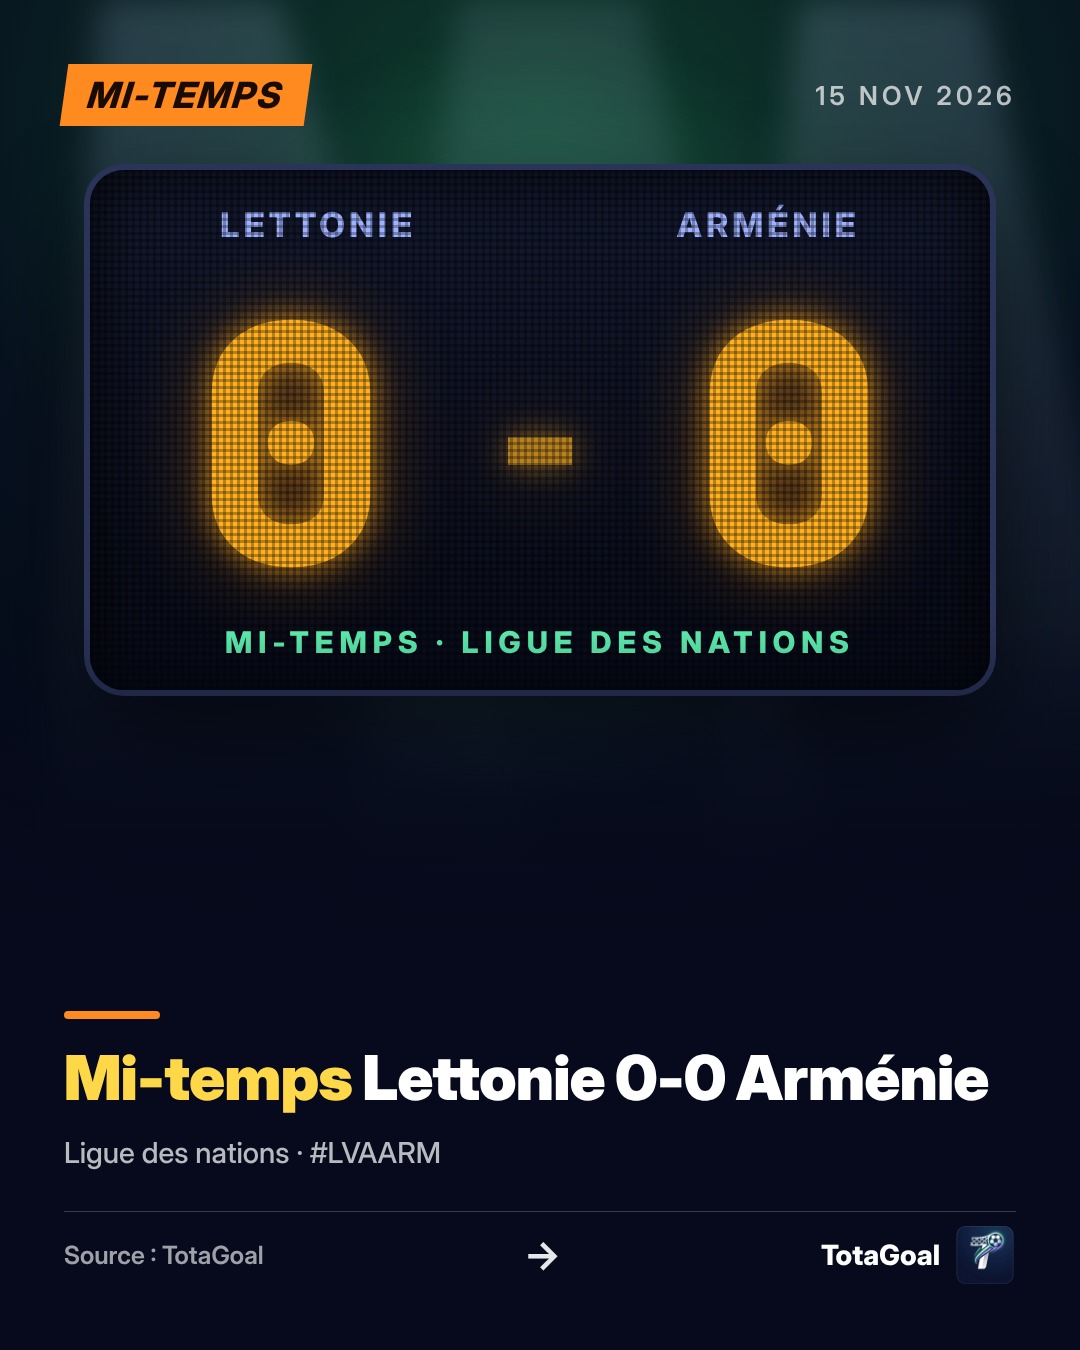 MI-TEMPS
15 NOV 2026
LETTONIE
ARMÉNIE
0 - 0
MI-TEMPS · LIGUE DES NATIONS
Mi-temps Lettonie 0-0 Arménie
Ligue des nations · #LVAARM
Source : TotaGoal
→
TotaGoal